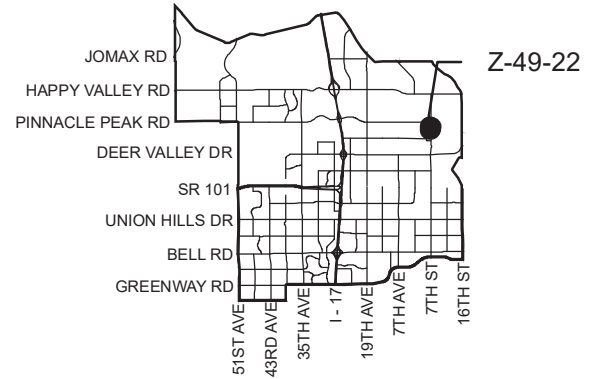 JOMAX RD
Z-49-22
HAPPY VALLEY RD
PINNACLE PEAK RD
DEER VALLEY DR
SR 101
UNION HILLS DR
BELL RD
GREENWAY RD
51ST AVE
43RD AVE
35TH AVE
I - 17
19TH AVE
7TH AVE
7TH ST
16TH ST